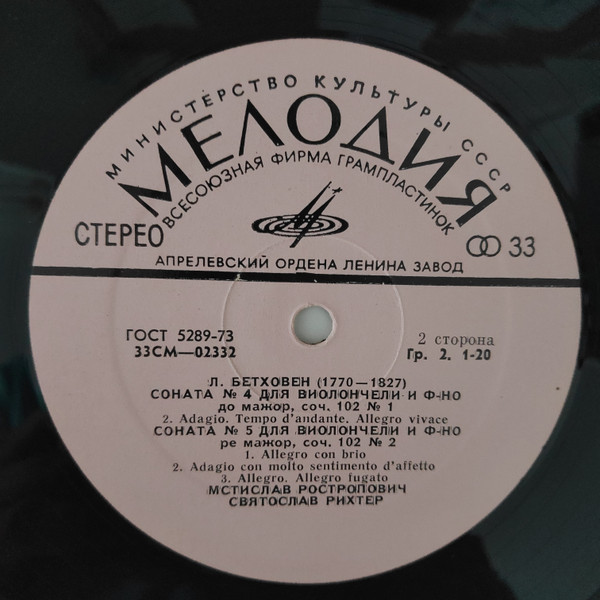 МИНИСТЕРСТВО КУЛЬТУРЫ СССР
МЕЛОДИЯ
ВСЕСОЮЗНАЯ ФИРМА ГРАМПЛАСТИНОК
СТЕРЕО
33
АПРЕЛЕВСКИЙ ОРДЕНА ЛЕНИНА ЗАВОД
ГОСТ 5289-73
33СМ—02332
2 сторона
Гр. 2. 1-20
Л. БЕТХОВЕН (1770—1827)
СОНАТА № 4 ДЛЯ ВИОЛОНЧЕЛИ И Ф-НО
до мажор, соч. 102 № 1
2. Adagio. Tempo d'andante. Allegro vivace
СОНАТА № 5 ДЛЯ ВИОЛОНЧЕЛИ И Ф-НО
ре мажор, соч. 102 № 2
1. Allegro con brio
2. Adagio con molto sentimento d'affetto
3. Allegro. Allegro fugato
МСТИСЛАВ РОСТРОПОВИЧ
СВЯТОСЛАВ РИХТЕР